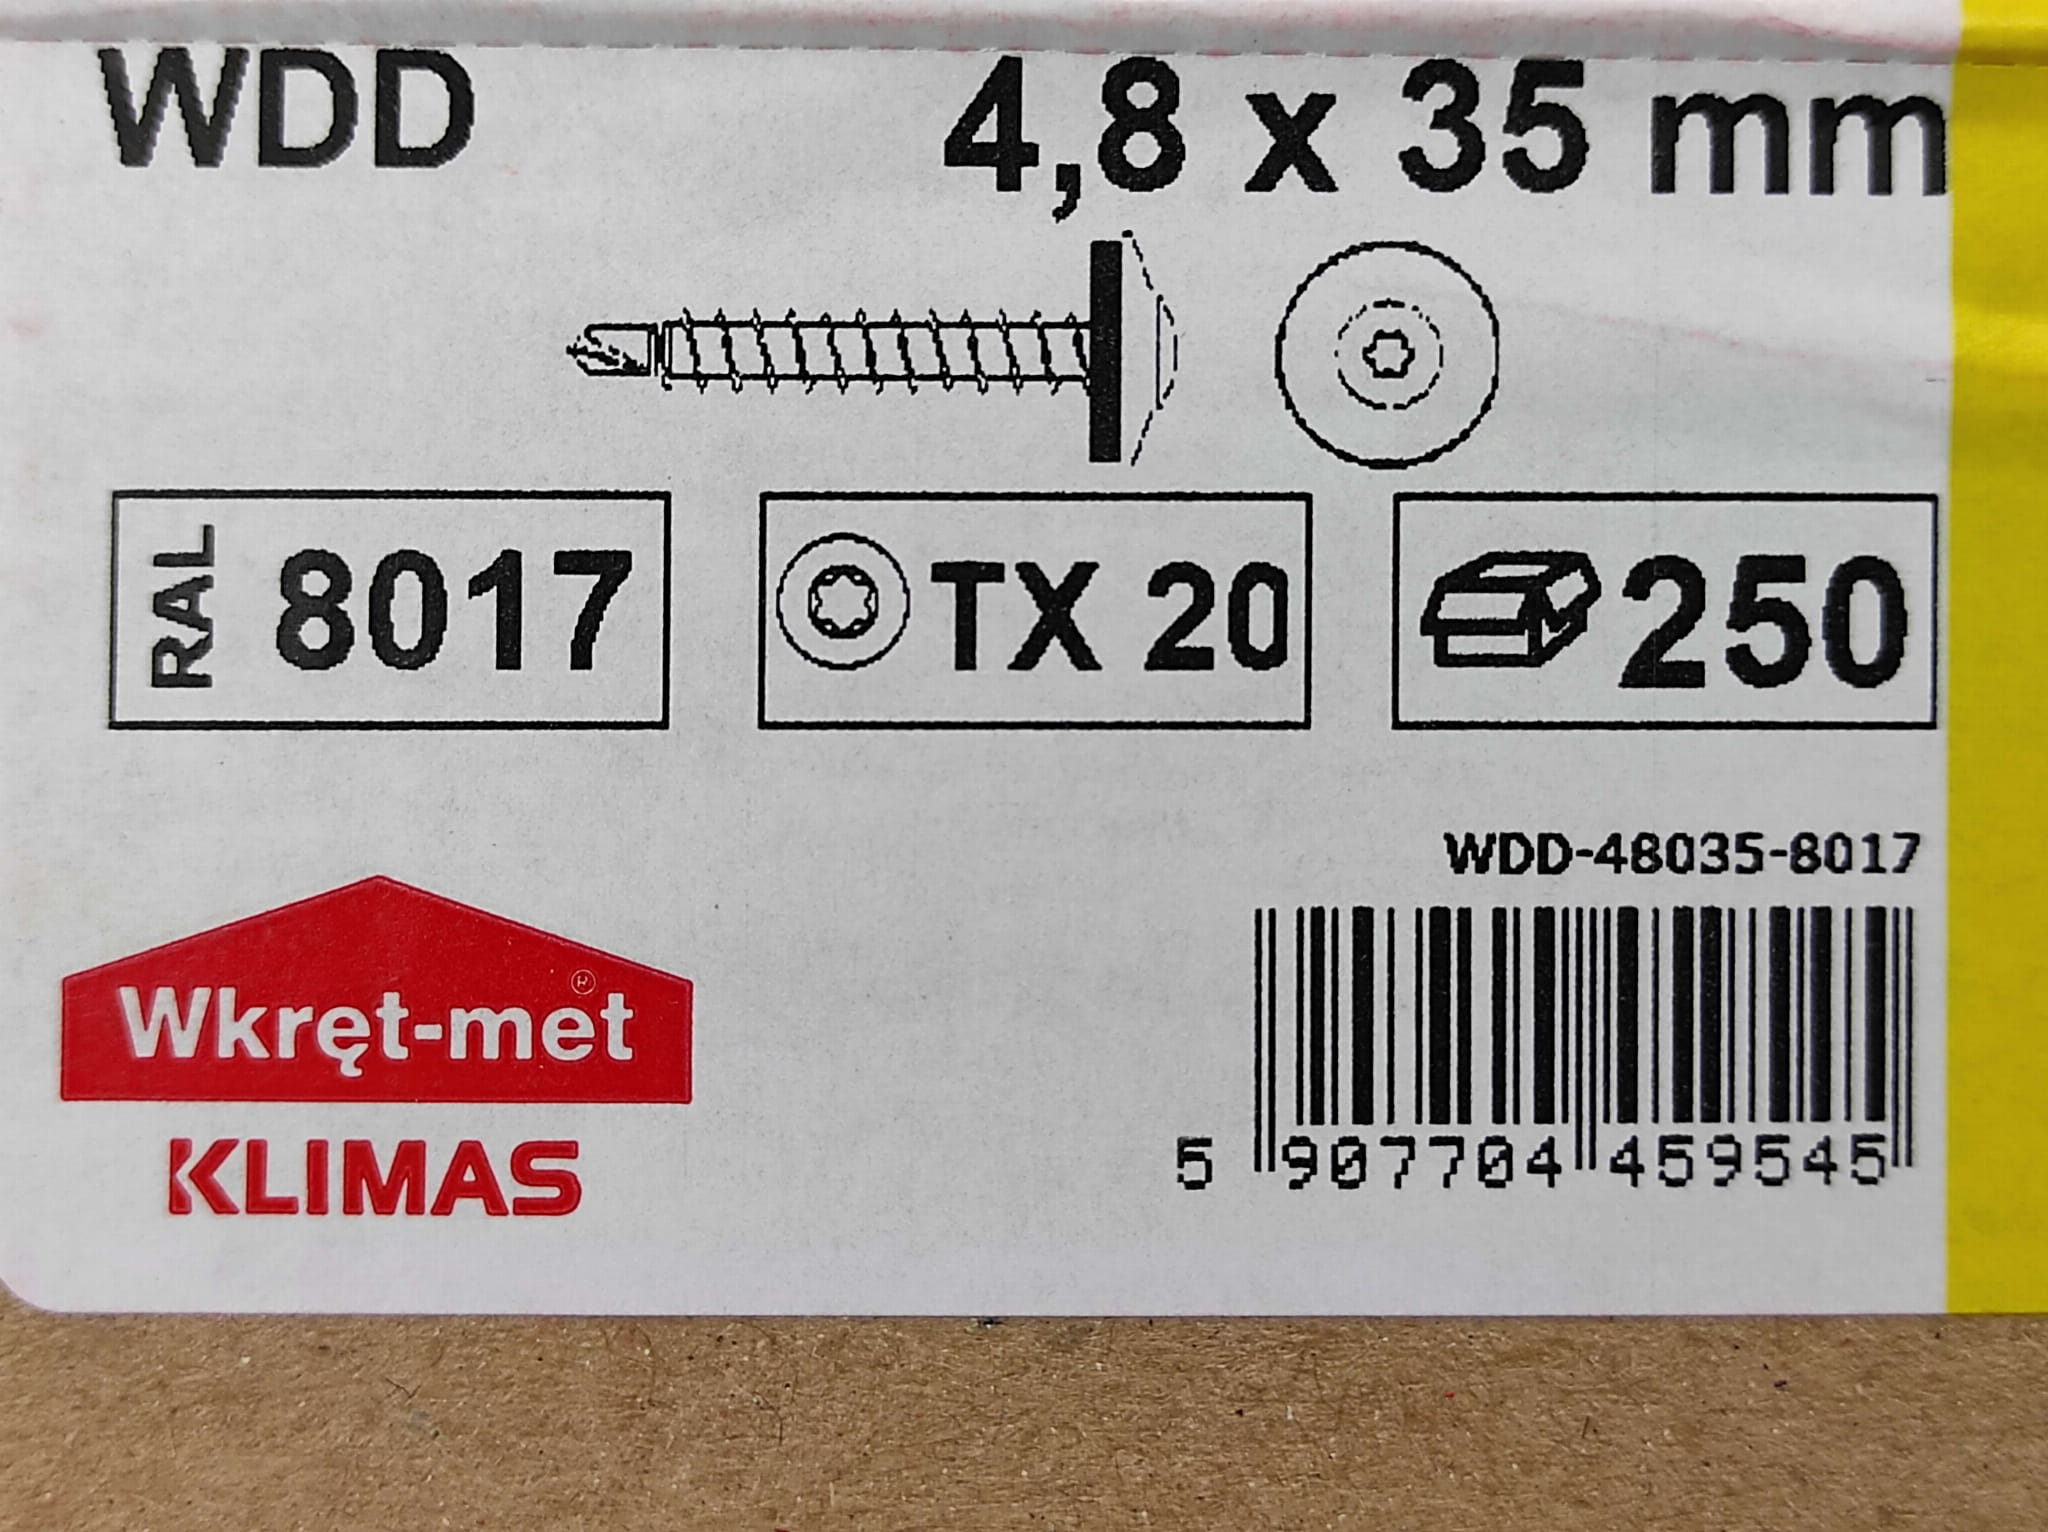 WDD 4,8 x 35 mm
RAL 8017 TX 20 250
WDD-48035-8017
Wkręt-met ®
KLIMAS
5 907704 459545